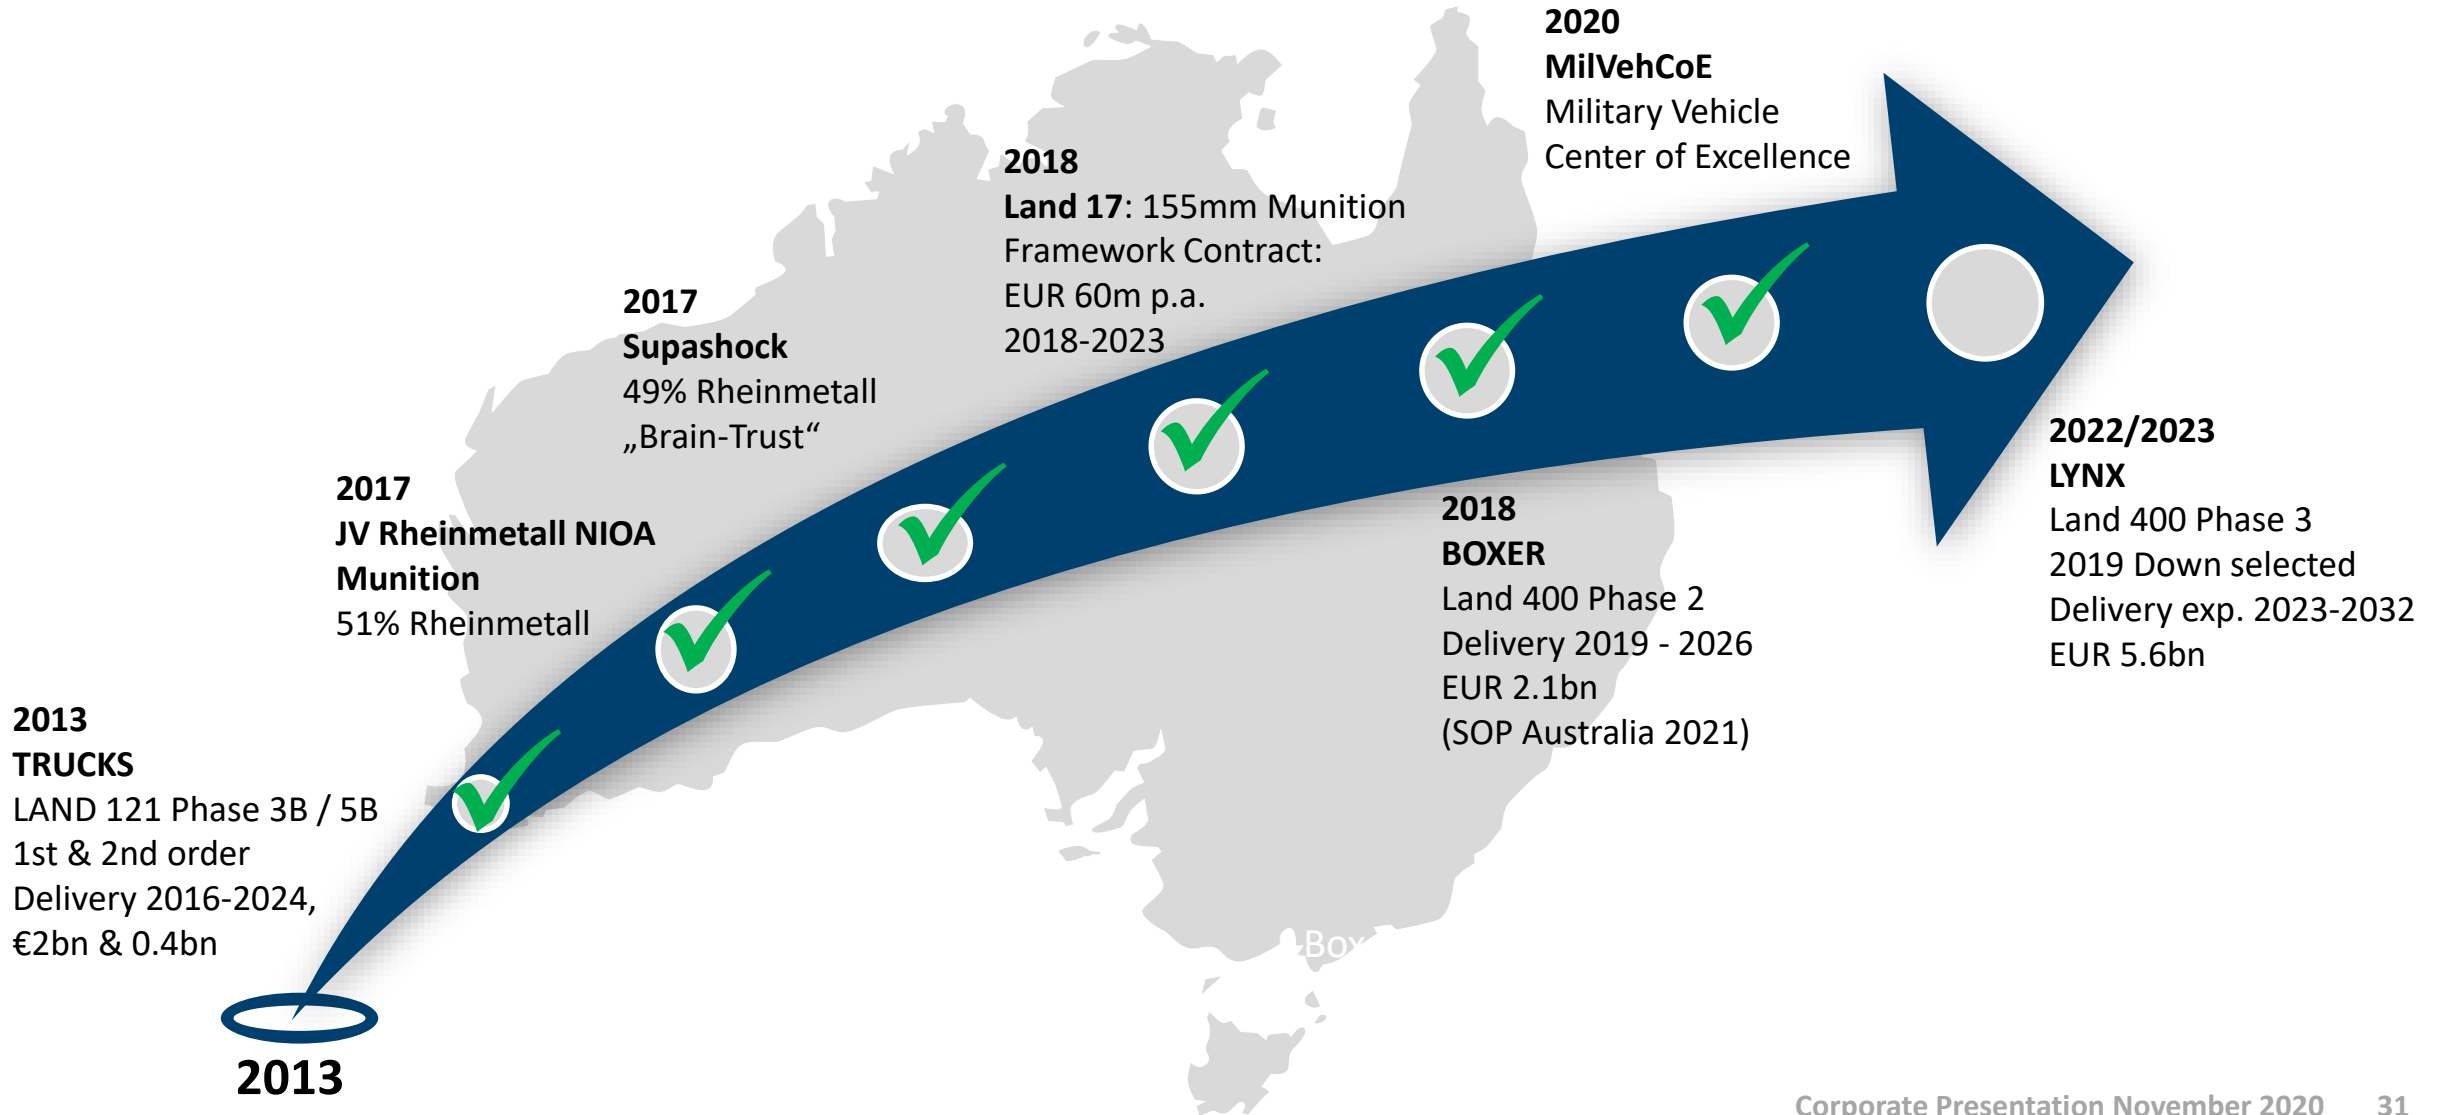 2013
TRUCKS
LAND 121 Phase 3B / 5B
1st & 2nd order
Delivery 2016-2024,
€2bn & 0.4bn
2013
2017
JV Rheinmetall NIOA
Munition
51% Rheinmetall
2017
Supashock
49% Rheinmetall
„Brain-Trust“
2018
Land 17: 155mm Munition
Framework Contract:
EUR 60m p.a.
2018-2023
2018
BOXER
Land 400 Phase 2
Delivery 2019 - 2026
EUR 2.1bn
(SOP Australia 2021)
2020
MilVehCoE
Military Vehicle
Center of Excellence
2022/2023
LYNX
Land 400 Phase 3
2019 Down selected
Delivery exp. 2023-2032
EUR 5.6bn
Box
Corporate Presentation November 2020 31